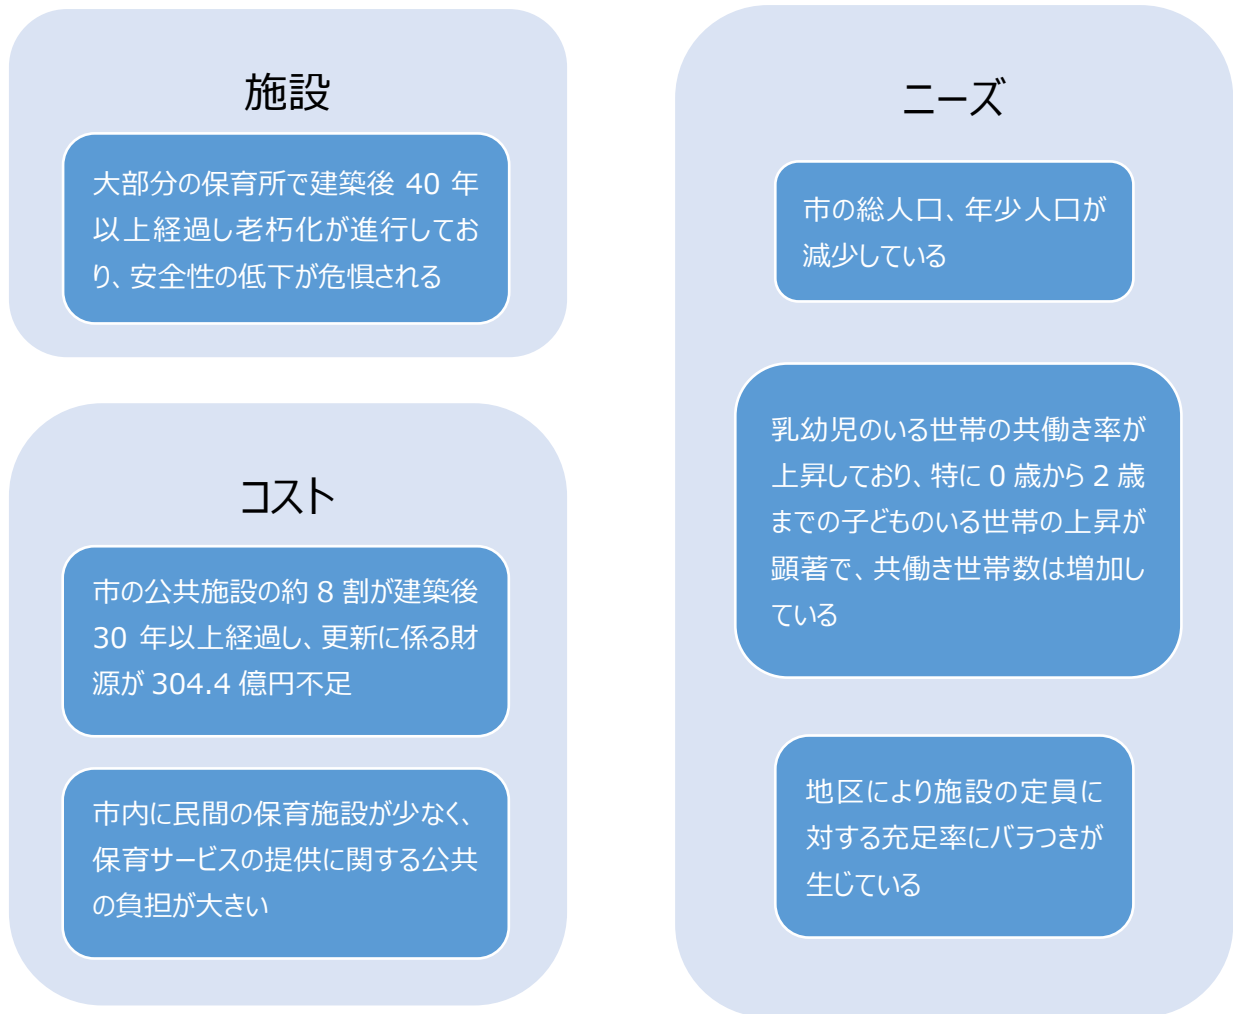 施設
大部分の保育所で建築後 40 年
以上経過し老朽化が進行してお
り、安全性の低下が危惧される
コスト
市の公共施設の約 8 割が建築後
30 年以上経過し、更新に係る財
源が 304.4 億円不足
市内に民間の保育施設が少なく、
保育サービスの提供に関する公共
の負担が大きい
ニーズ
市の総人口、年少人口が
減少している
乳幼児のいる世帯の共働き率が
上昇しており、特に 0 歳から 2 歳
までの子どものいる世帯の上昇が
顕著で、共働き世帯数は増加し
ている
地区により施設の定員に
対する充足率にバラつきが
生じている